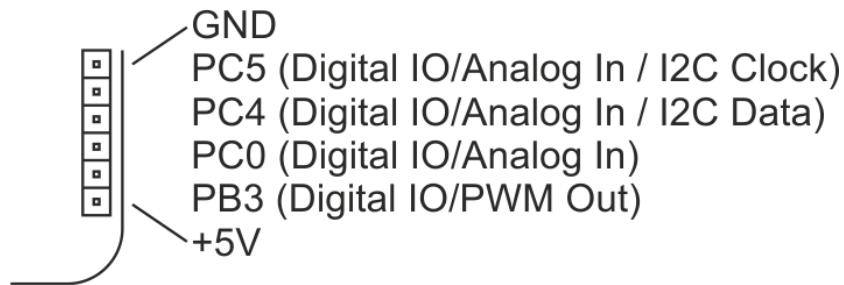 GND
PC5 (Digital IO/Analog In / I2C Clock)
PC4 (Digital IO/Analog In / I2C Data)
PC0 (Digital IO/Analog In)
PB3 (Digital IO/PWM Out)
+5V